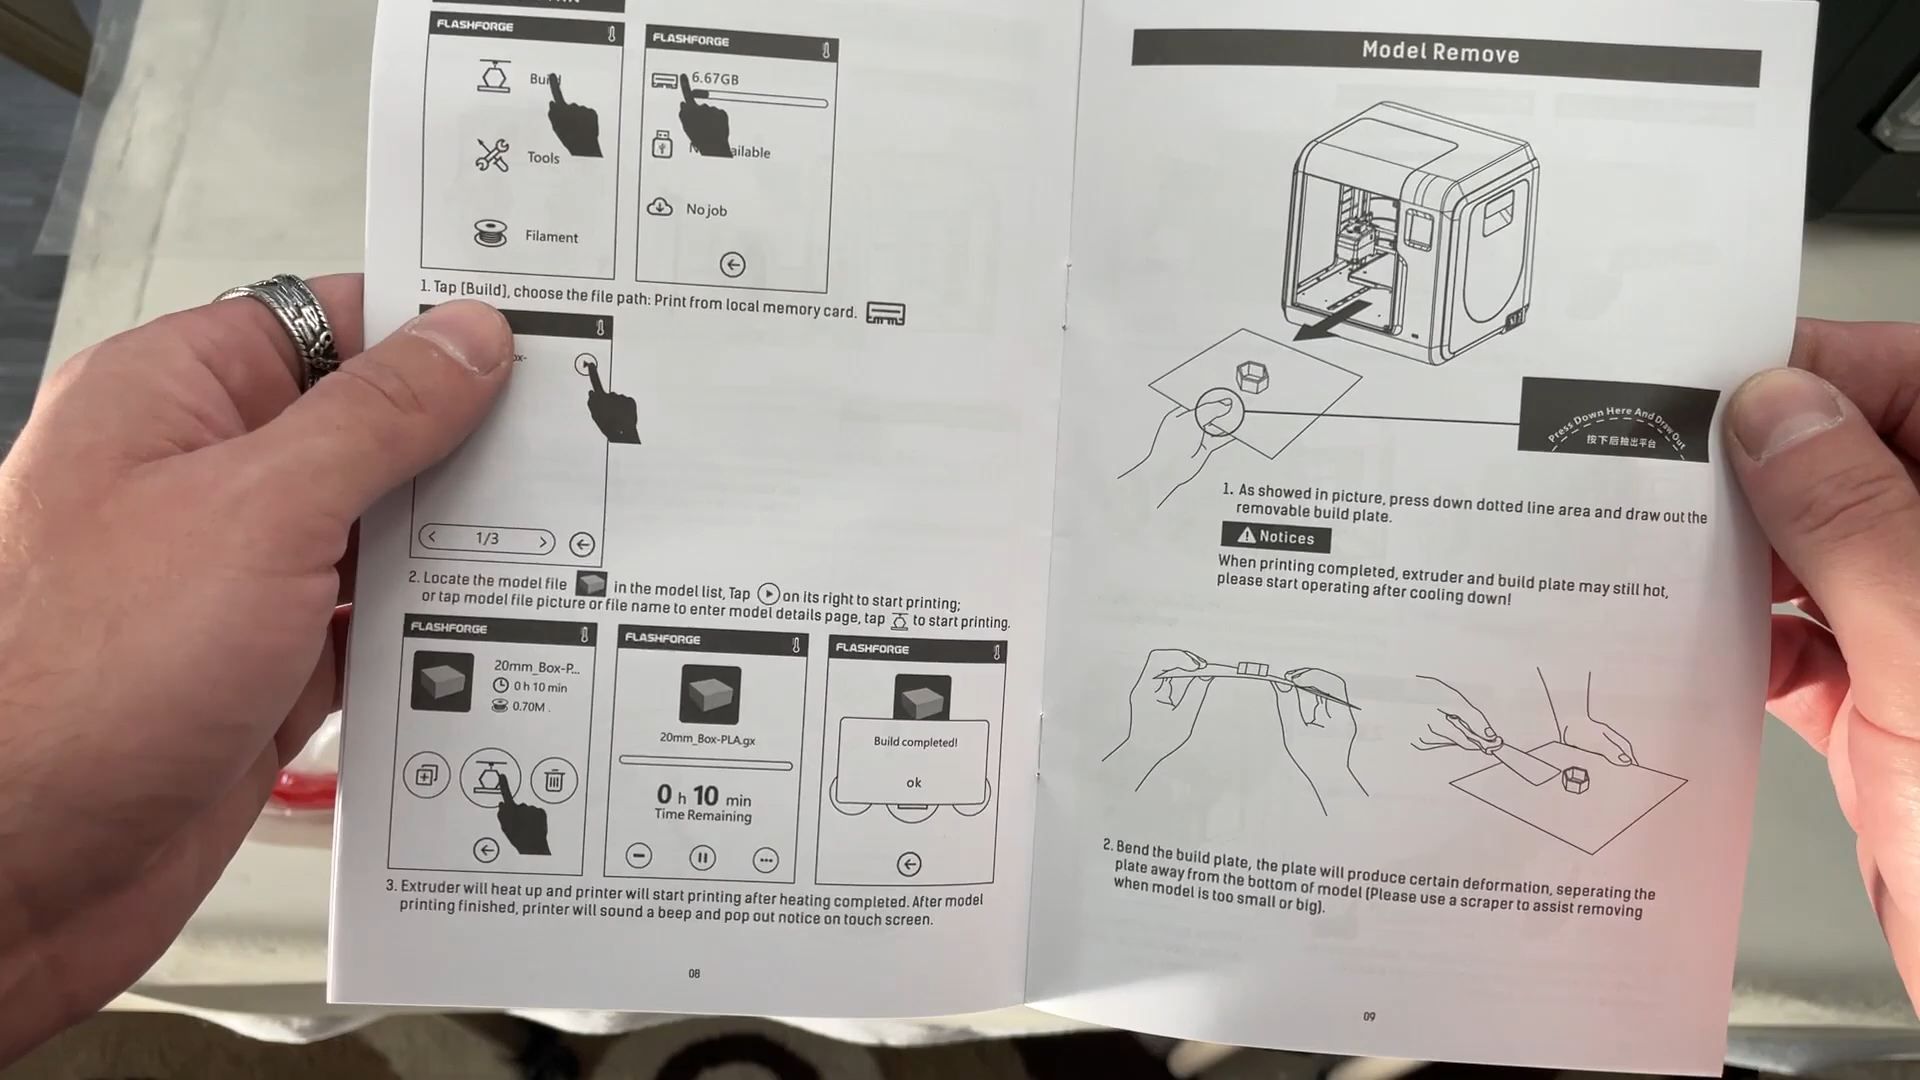 FLASHFORGE
Build
Tools
Filament
FLASHFORGE
6.67GB
No job
1. Tap [Build], choose the file path: Print from local memory card.
1/3
2. Locate the model file in the model list, Tap on its right to start printing;
or tap model file picture or file name to enter model details page, tap to start printing.
FLASHFORGE
20mm_Box-P...
0 h 10 min
0.70M
FLASHFORGE
20mm_Box-PLA.gx
0 h 10 min
Time Remaining
FLASHFORGE
Build completed!
ok
3. Extruder will heat up and printer will start printing after heating completed. After model
printing finished, printer will sound a beep and pop out notice on touch screen.
08
Model Remove
Press Down Here And Draw Out
按下后抽出平台
1. As showed in picture, press down dotted line area and draw out the
removable build plate.
Notices
When printing completed, extruder and build plate may still hot,
please start operating after cooling down!
2. Bend the build plate, the plate will produce certain deformation, seperating the
plate away from the bottom of model (Please use a scraper to assist removing
when model is too small or big).
09